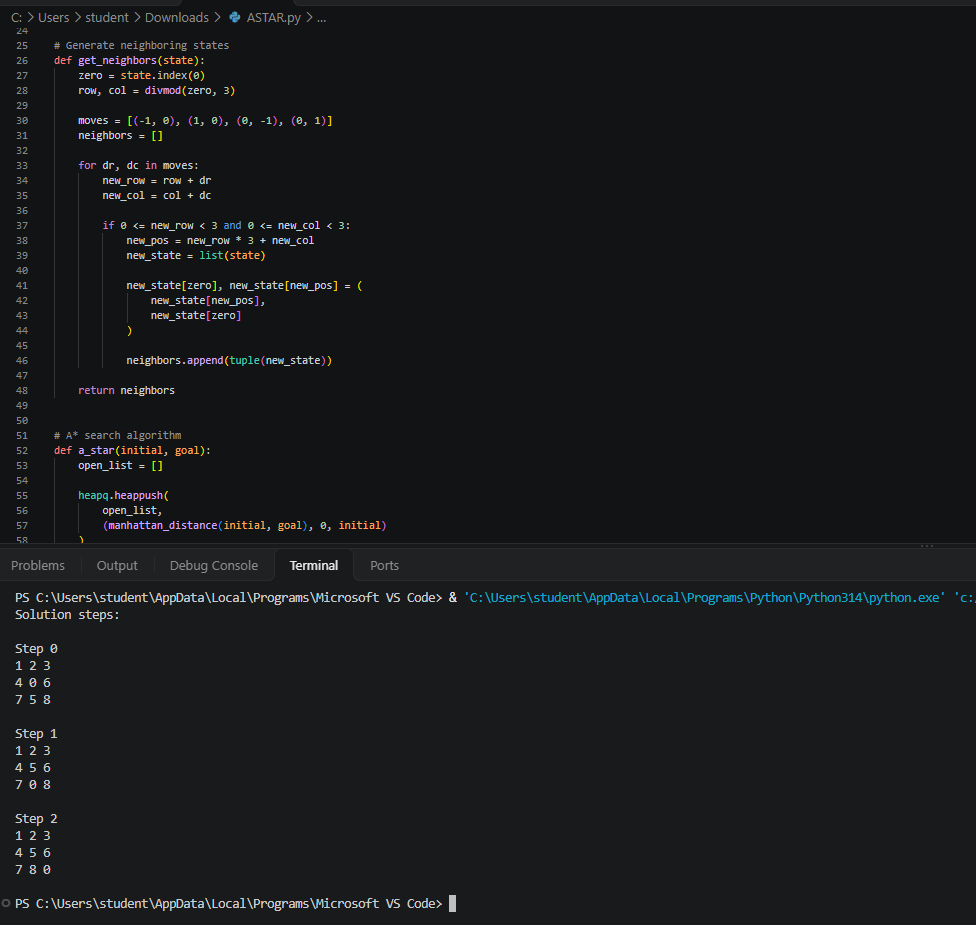 C: > Users > student > Downloads > ASTAR.py > ...
24
25 # Generate neighboring states
26 def get_neighbors(state):
27     zero = state.index(0)
28     row, col = divmod(zero, 3)
29
30     moves = [(-1, 0), (1, 0), (0, -1), (0, 1)]
31     neighbors = []
32
33     for dr, dc in moves:
34         new_row = row + dr
35         new_col = col + dc
36
37         if 0 <= new_row < 3 and 0 <= new_col < 3:
38             new_pos = new_row * 3 + new_col
39             new_state = list(state)
40
41             new_state[zero], new_state[new_pos] = (
42                 new_state[new_pos],
43                 new_state[zero]
44             )
45
46             neighbors.append(tuple(new_state))
47
48     return neighbors
49
50
51 # A* search algorithm
52 def a_star(initial, goal):
53     open_list = []
54
55     heapq.heappush(
56         open_list,
57         (manhattan_distance(initial, goal), 0, initial)
58     )
Problems Output Debug Console Terminal Ports
PS C:\Users\student\AppData\Local\Programs\Microsoft VS Code> & 'C:\Users\student\AppData\Local\Programs\Python\Python314\python.exe' 'c:
Solution steps:

Step 0
1 2 3
4 0 6
7 5 8

Step 1
1 2 3
4 5 6
7 0 8

Step 2
1 2 3
4 5 6
7 8 0

PS C:\Users\student\AppData\Local\Programs\Microsoft VS Code>